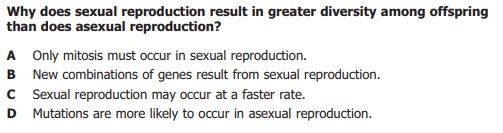 Why does sexual reproduction result in greater diversity among offspring
than does asexual reproduction?
A Only mitosis must occur in sexual reproduction.
B New combinations of genes result from sexual reproduction.
C Sexual reproduction may occur at a faster rate.
D Mutations are more likely to occur in asexual reproduction.